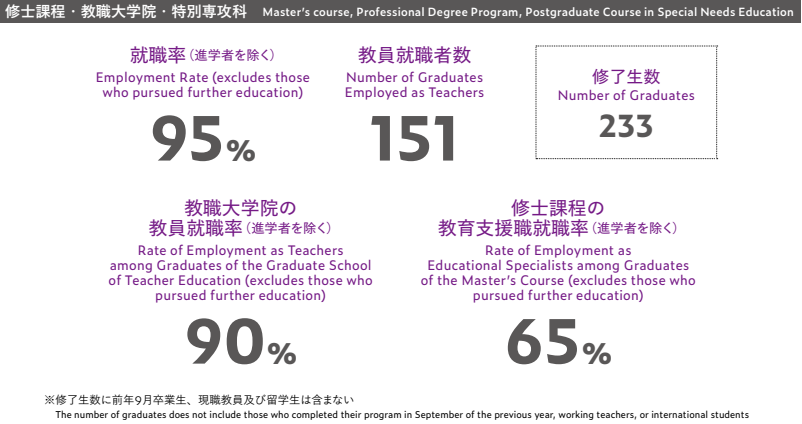 修士課程・教職大学院・特別専攻科 Master's course, Professional Degree Program, Postgraduate Course in Special Needs Education
就職率（進学者を除く）
Employment Rate (excludes those
who pursued further education)
95%
教員就職者数
Number of Graduates
Employed as Teachers
151
修了生数
Number of Graduates
233
教職大学院の
教員就職率（進学者を除く）
Rate of Employment as Teachers
among Graduates of the Graduate School
of Teacher Education (excludes those who
pursued further education)
90%
修士課程の
教育支援職就職率（進学者を除く）
Rate of Employment as
Educational Specialists among Graduates
of the Master's Course (excludes those who
pursued further education)
65%
※修了生数に前年9月卒業生、現職教員及び留学生は含まない
The number of graduates does not include those who completed their program in September of the previous year, working teachers, or international students